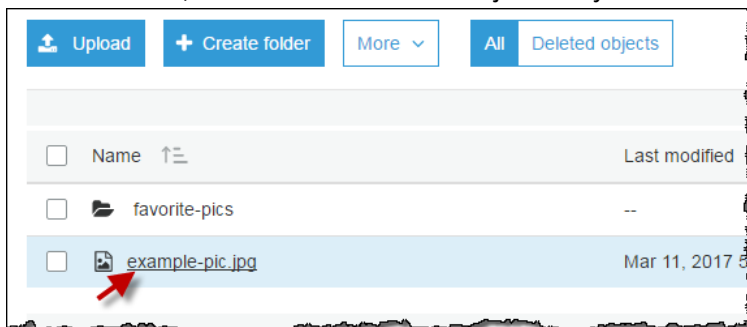 Upload Create folder More All Deleted objects
Name Last modified
favorite-pics --
example-pic.jpg Mar 11, 2017